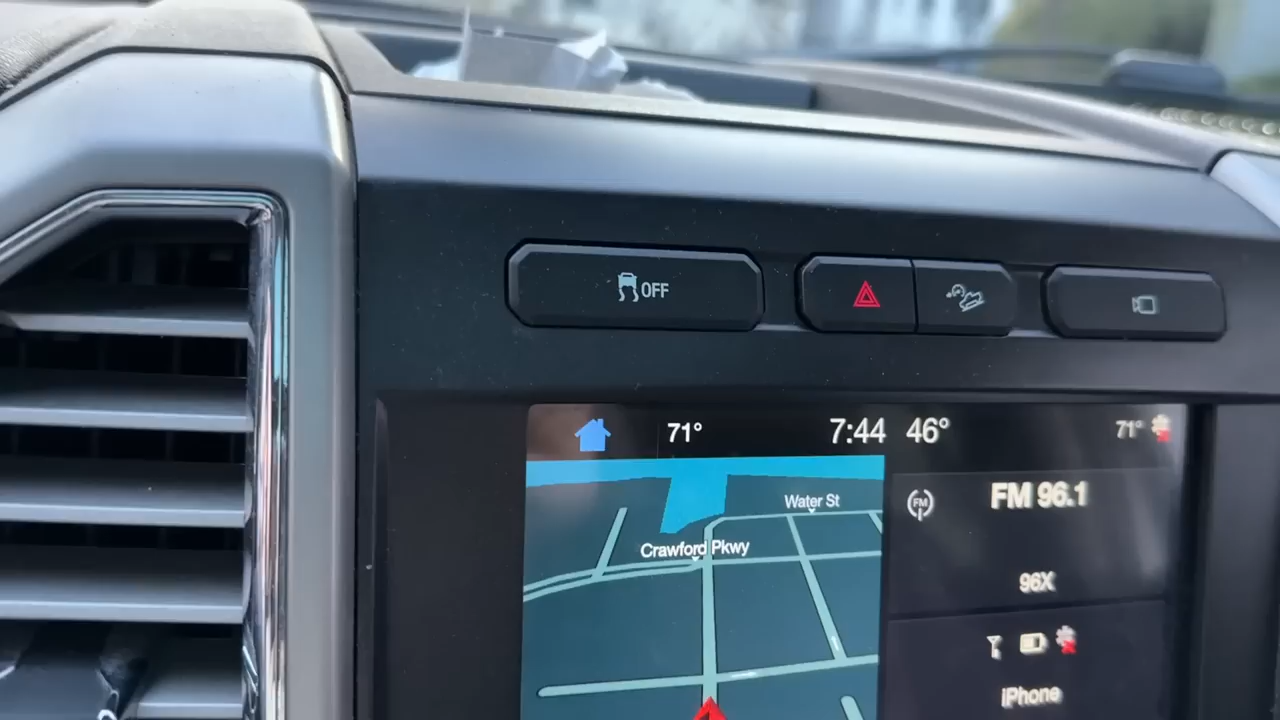 OFF
71° 7:44 46° 71°
Water St
Crawford Pkwy
FM
FM 96.1
96X
iPhone